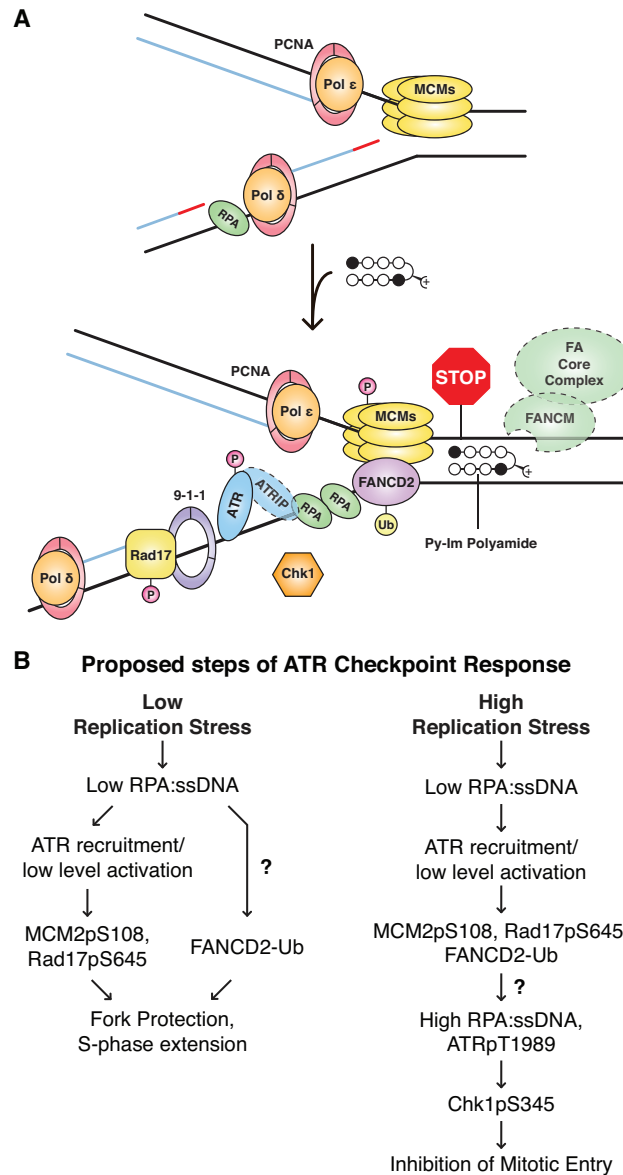 A
PCNA
Pol ε
MCMs
Pol δ
RPA
+
PCNA
Pol ε
P
MCMs
STOP
FA
Core
Complex
FANCM
+
P
ATR
ATRIP
RPA
RPA
FANCD2
Ub
9-1-1
Rad17
P
Pol δ
Chk1
Py-Im Polyamide
B
Proposed steps of ATR Checkpoint Response
Low
Replication Stress
Low RPA:ssDNA
ATR recruitment/
low level activation
?
MCM2pS108,
Rad17pS645
FANCD2-Ub
Fork Protection,
S-phase extension
High
Replication Stress
Low RPA:ssDNA
ATR recruitment/
low level activation
MCM2pS108, Rad17pS645
FANCD2-Ub
?
High RPA:ssDNA,
ATRpT1989
Chk1pS345
Inhibition of Mitotic Entry